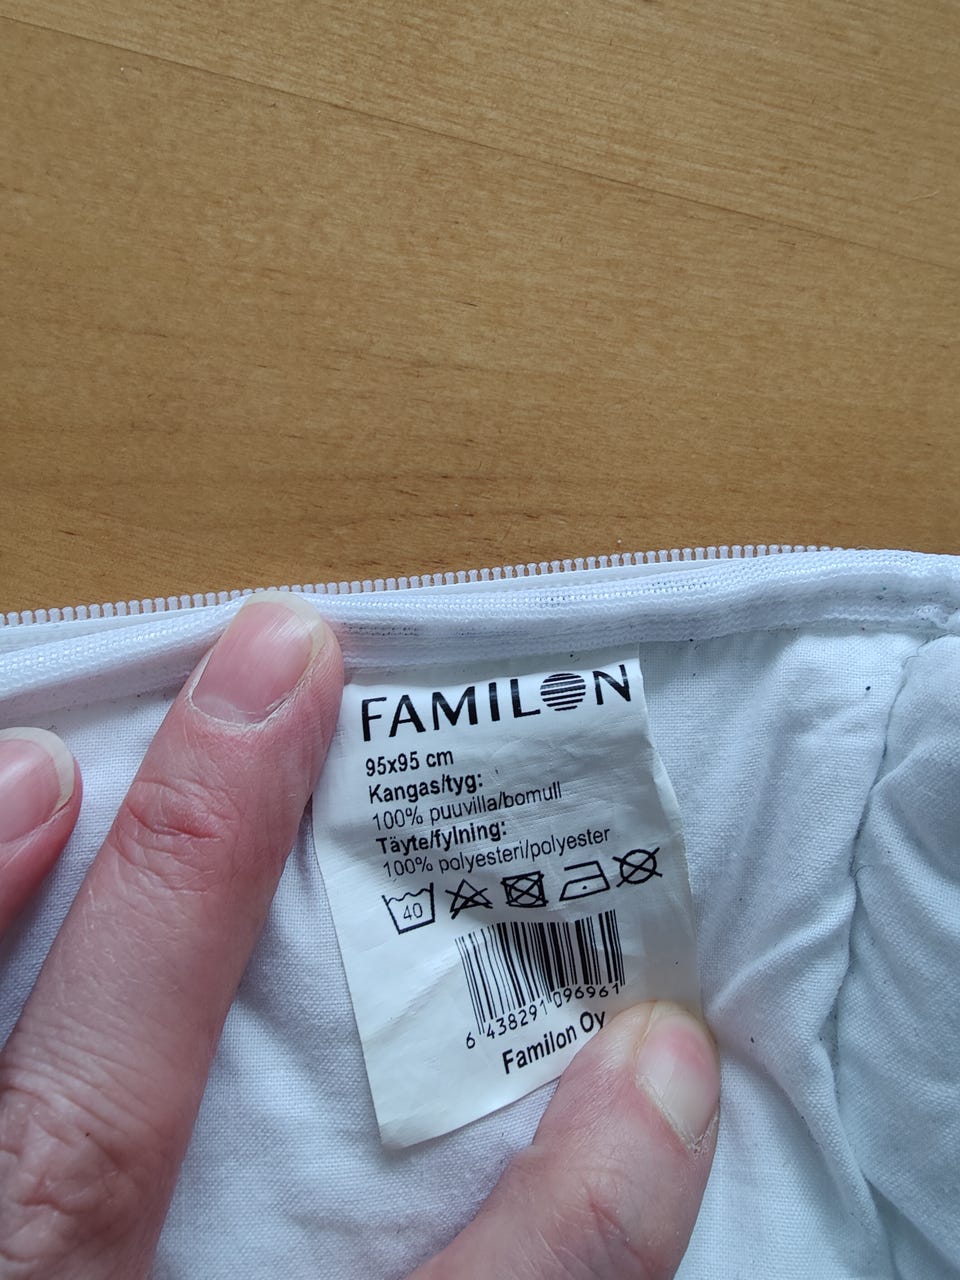 FAMILON
95x95 cm
Kangas/tyg:
100% puuvilla/bomull
Täyte/fylning:
100% polyesteri/polyester
40
6 438291 096961
Familon Oy